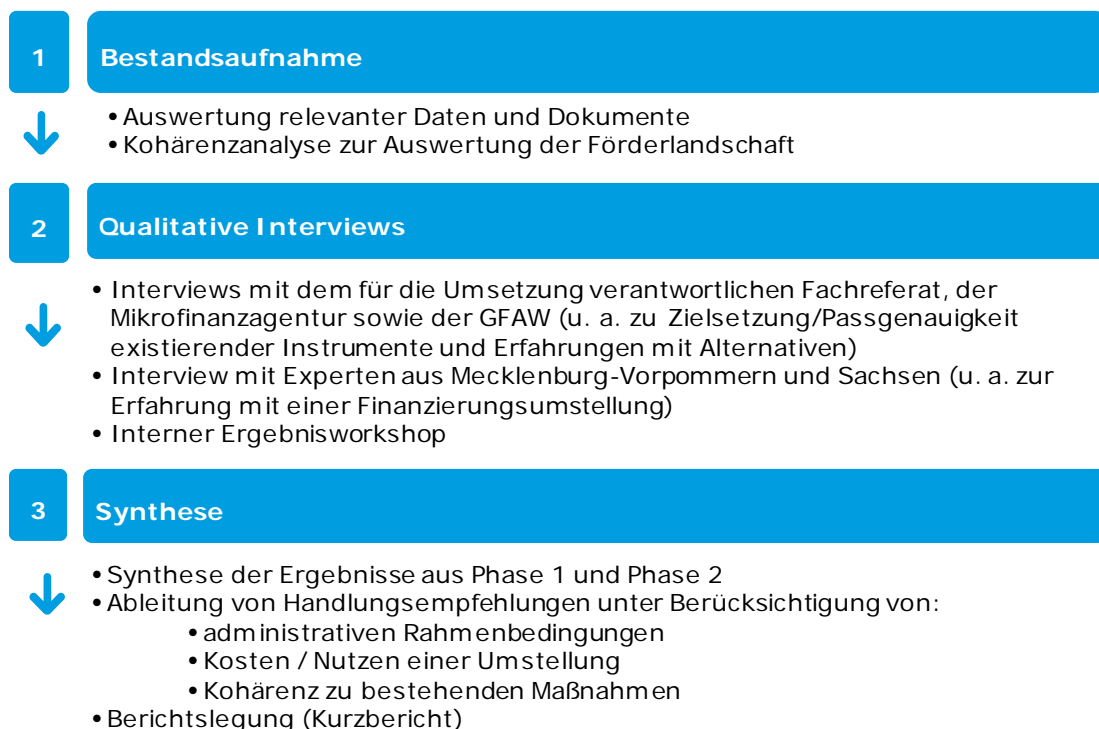 1 Bestandsaufnahme
• Auswertung relevanter Daten und Dokumente
• Kohärenzanalyse zur Auswertung der Förderlandschaft
2 Qualitative Interviews
• Interviews mit dem für die Umsetzung verantwortlichen Fachreferat, der
Mikrofinanzagentur sowie der GFAW (u. a. zu Zielsetzung/Passgenauigkeit
existierender Instrumente und Erfahrungen mit Alternativen)
• Interview mit Experten aus Mecklenburg-Vorpommern und Sachsen (u. a. zur
Erfahrung mit einer Finanzierungsumstellung)
• Interner Ergebnisworkshop
3 Synthese
• Synthese der Ergebnisse aus Phase 1 und Phase 2
• Ableitung von Handlungsempfehlungen unter Berücksichtigung von:
• administrativen Rahmenbedingungen
• Kosten / Nutzen einer Umstellung
• Kohärenz zu bestehenden Maßnahmen
• Berichtslegung (Kurzbericht)